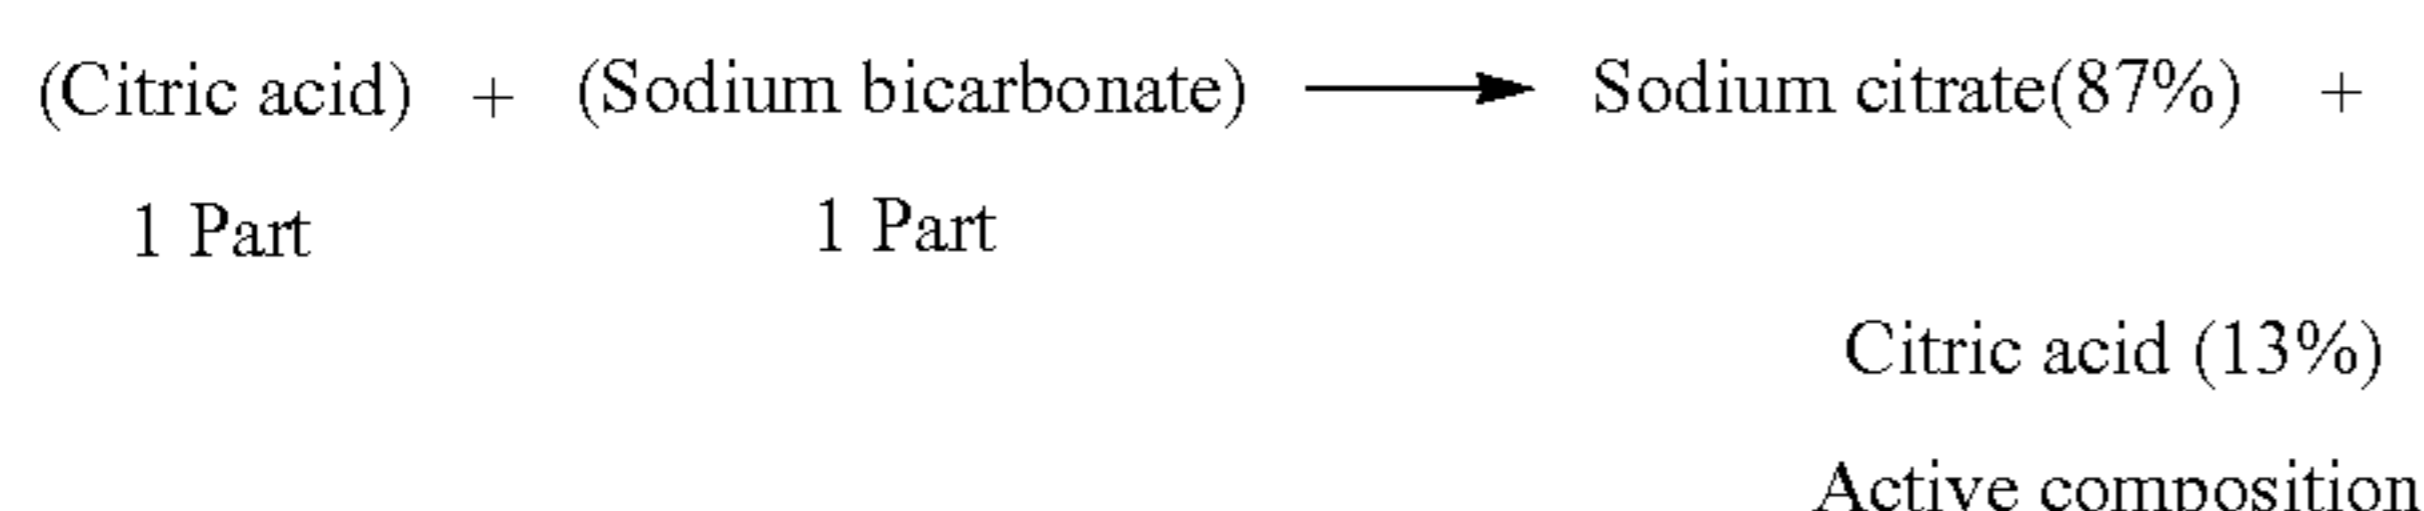 (Citric acid) + (Sodium bicarbonate) ⟶ Sodium citrate(87%) +
1 Part 1 Part
Citric acid (13%)
Active composition